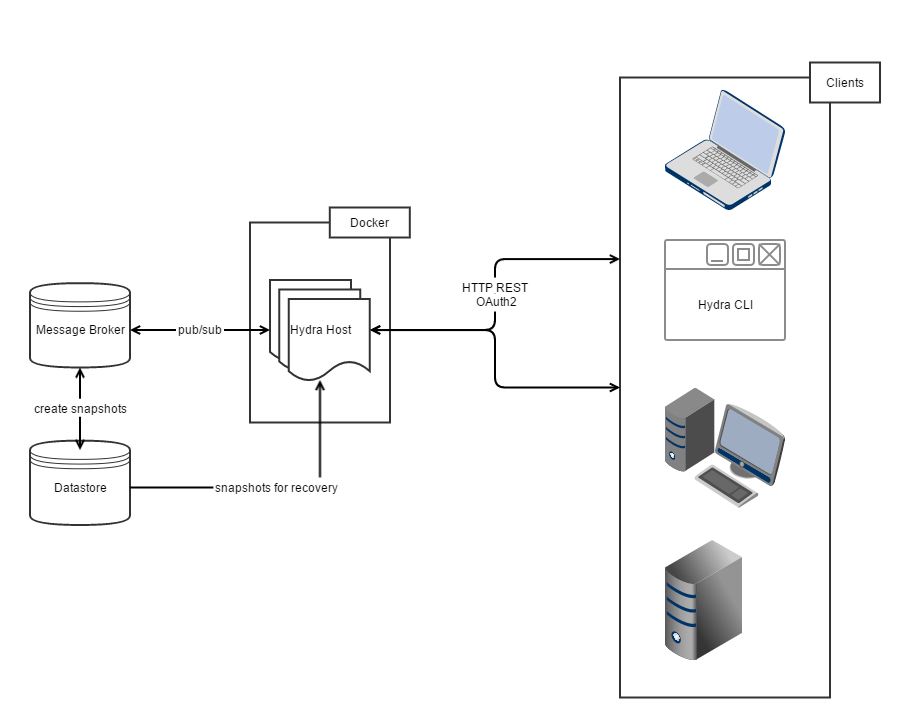 Clients
Docker
Hydra CLI
HTTP REST
OAuth2
Message Broker
pub/sub
Hydra Host
create snapshots
Datastore
snapshots for recovery